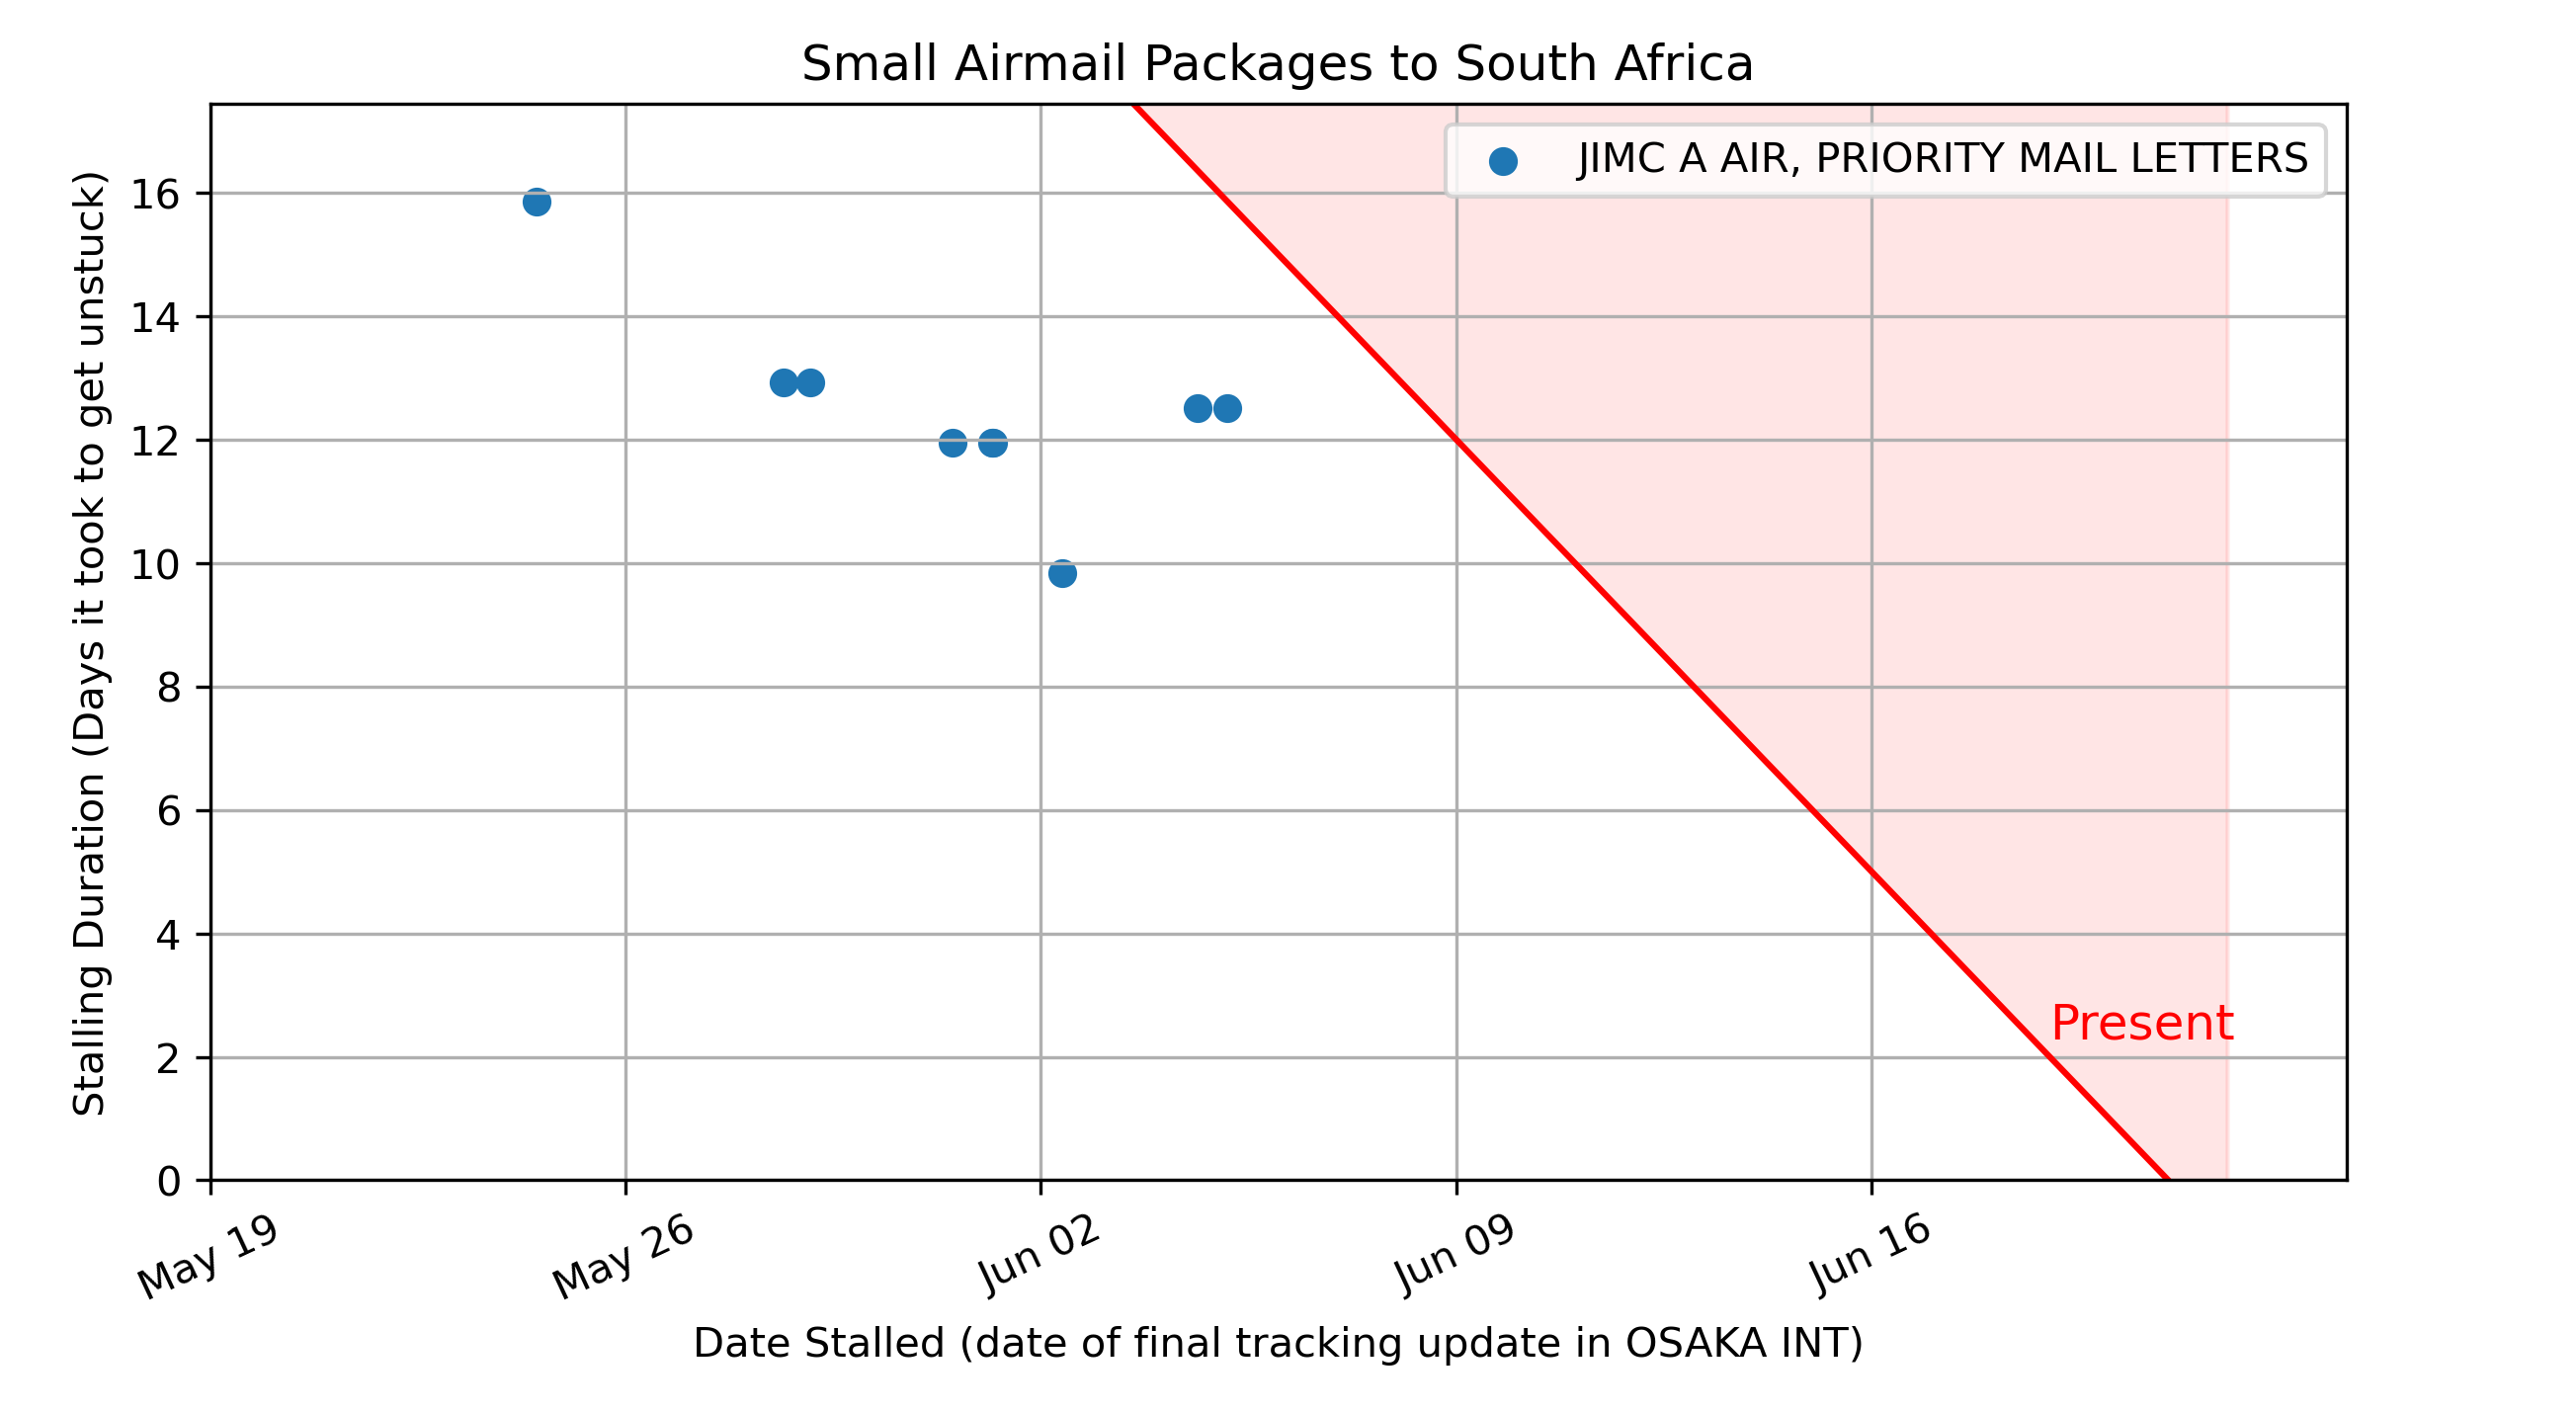 Small Airmail Packages to South Africa
JIMC A AIR, PRIORITY MAIL LETTERS
Stalling Duration (Days it took to get unstuck)
16
14
12
10
8
6
4
2
0
Present
May 19
May 26
Jun 02
Jun 09
Jun 16
Date Stalled (date of final tracking update in OSAKA INT)